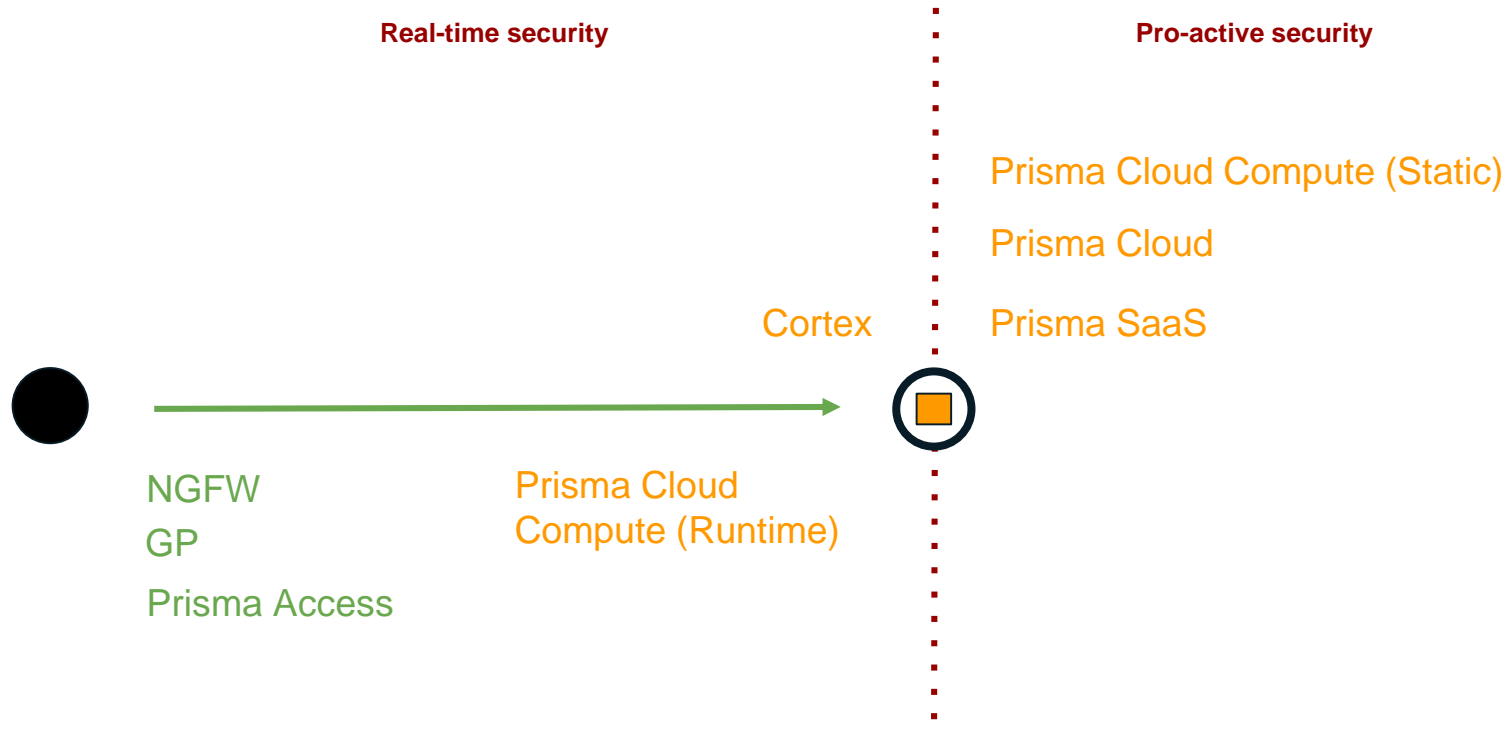 Real-time security
Pro-active security
Prisma Cloud Compute (Static)
Prisma Cloud
Cortex
Prisma SaaS
NGFW
GP
Prisma Access
Prisma Cloud
Compute (Runtime)